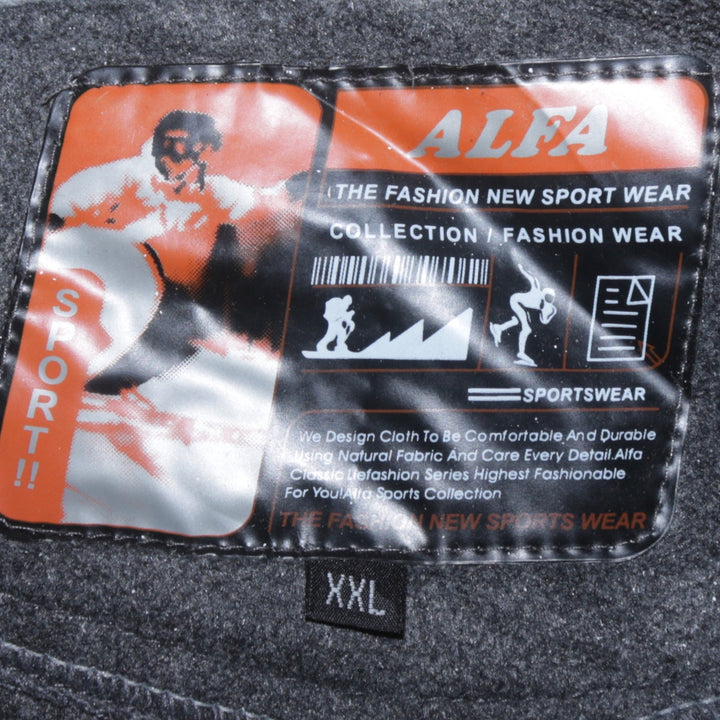 ALFA
THE FASHION NEW SPORT WEAR
COLLECTION / FASHION WEAR
SPORTSWEAR
We Design Cloth To Be Comfortable And Durable
Using Natural Fabric And Care Every Detail.Alfa
Classic Liefashion Series Highest Fashionable
For You!Alfa Sports Collection
THE FASHION NEW SPORTS WEAR
SPORT!!
XXL